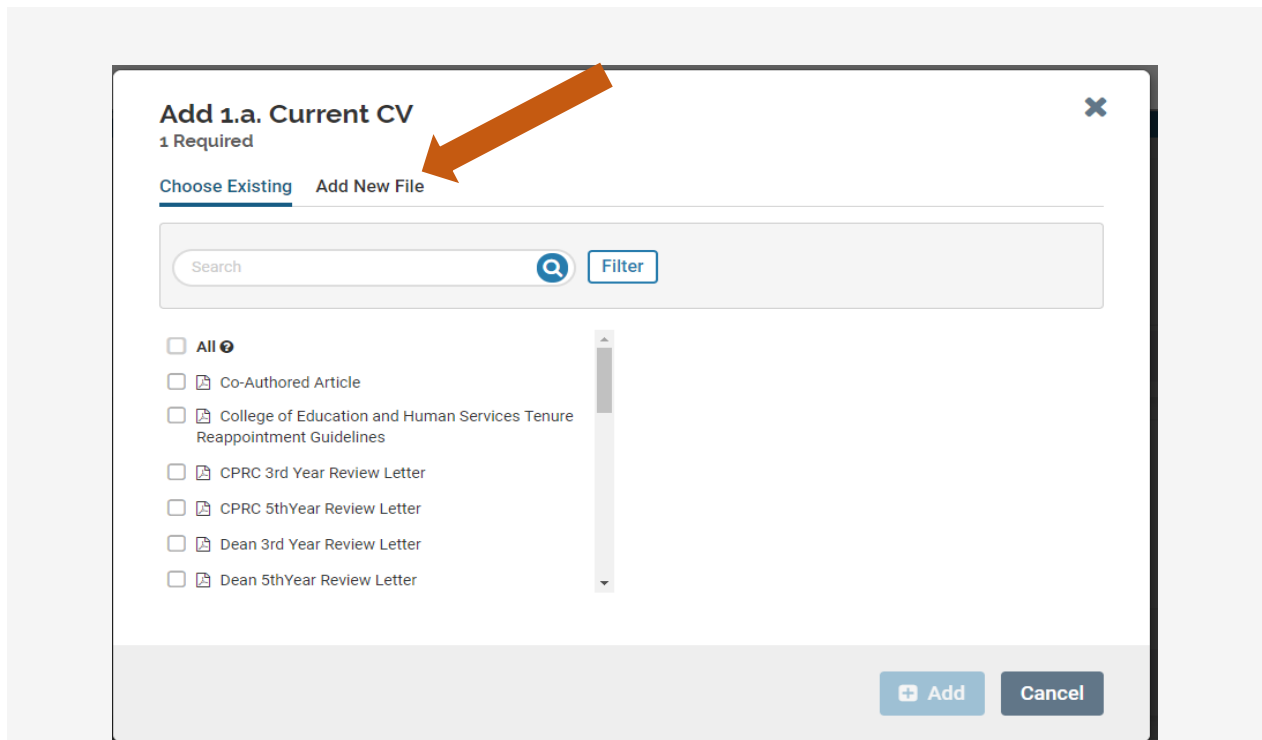 Add 1.a. Current CV
1 Required
Choose Existing Add New File
Search Filter
All
Co-Authored Article
College of Education and Human Services Tenure
Reappointment Guidelines
CPRC 3rd Year Review Letter
CPRC 5thYear Review Letter
Dean 3rd Year Review Letter
Dean 5thYear Review Letter
Add Cancel